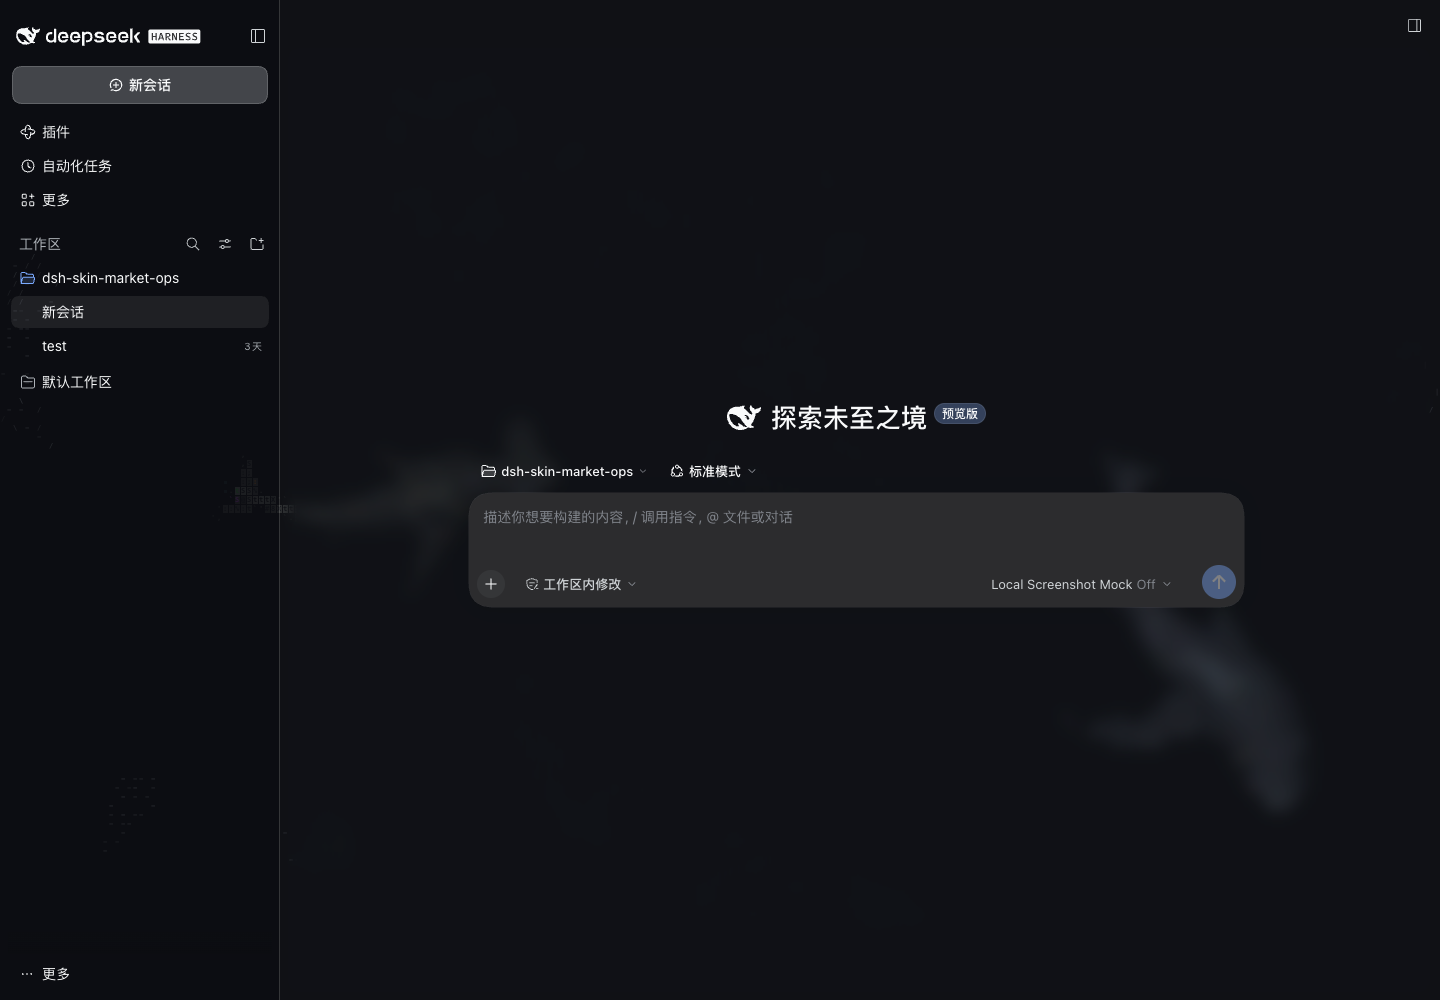 deepseek HARNESS
新会话
插件
自动化任务
更多
工作区
dsh-skin-market-ops
新会话
test 3 天
默认工作区
更多
探索未至之境 预览版
dsh-skin-market-ops 标准模式
描述你想要构建的内容, / 调用指令, @ 文件或对话
工作区内修改 Local Screenshot Mock Off